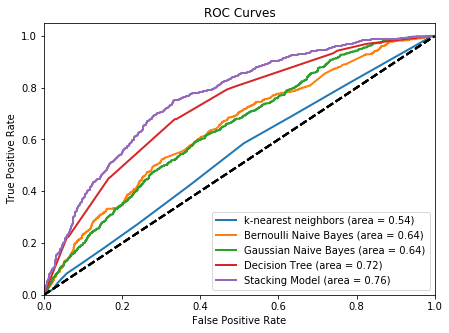 ROC Curves
True Positive Rate
1.0
0.8
0.6
0.4
0.2
0.0
k-nearest neighbors (area = 0.54)
Bernoulli Naive Bayes (area = 0.64)
Gaussian Naive Bayes (area = 0.64)
Decision Tree (area = 0.72)
Stacking Model (area = 0.76)
0.0 0.2 0.4 0.6 0.8 1.0
False Positive Rate